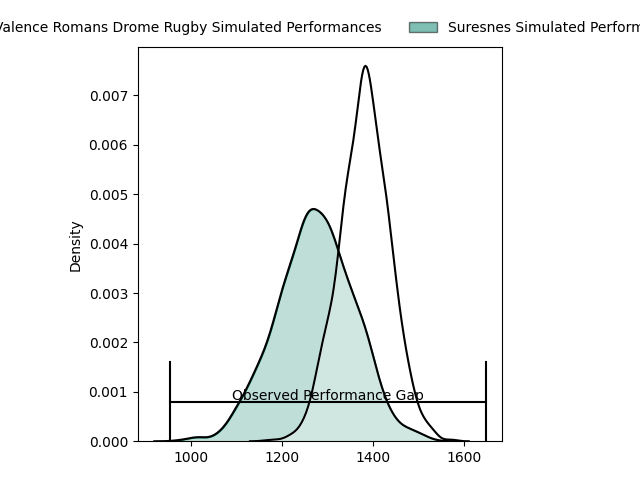 Valence Romans Drome Rugby Simulated Performances
Suresnes Simulated Perform
0.007
0.006
0.005
0.004
0.003
0.002
0.001
0.000
Density
Observed Performance Gap
1000 1200 1400 1600